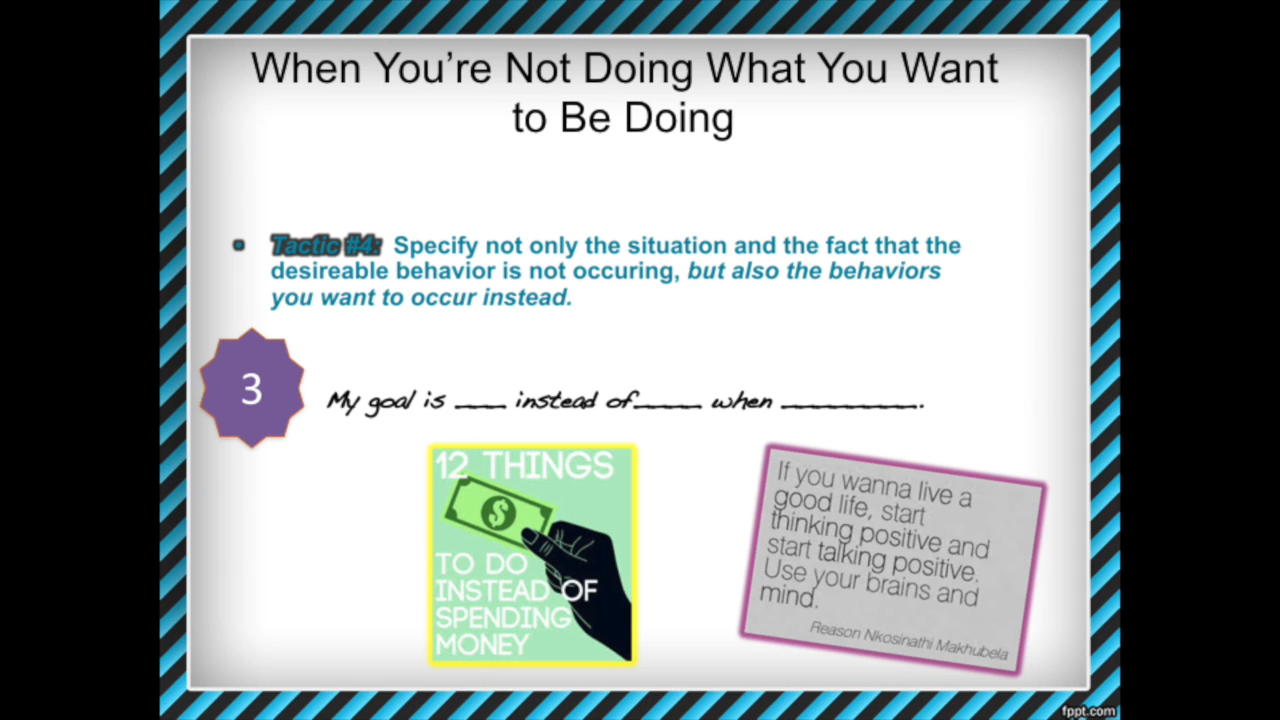 When You’re Not Doing What You Want
to Be Doing
• Tactic #4: Specify not only the situation and the fact that the
desireable behavior is not occuring, but also the behaviors
you want to occur instead.
3
My goal is ____ instead of_____ when __________.
12 THINGS
TO DO
INSTEAD OF
SPENDING
MONEY
If you wanna live a
good life, start
thinking positive and
start talking positive.
Use your brains and
mind.
Reason Nkosinathi Makhubela
fppt.com